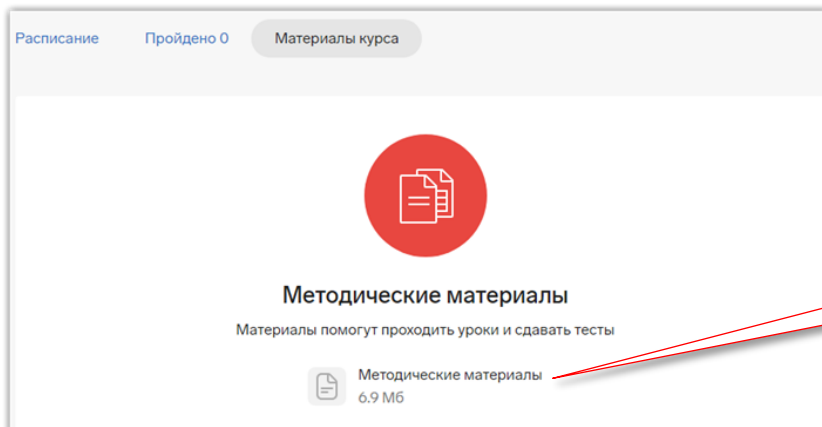 Расписание Пройдено 0 Материалы курса
Методические материалы
Материалы помогут проходить уроки и сдавать тесты
Методические материалы
6.9 Мб